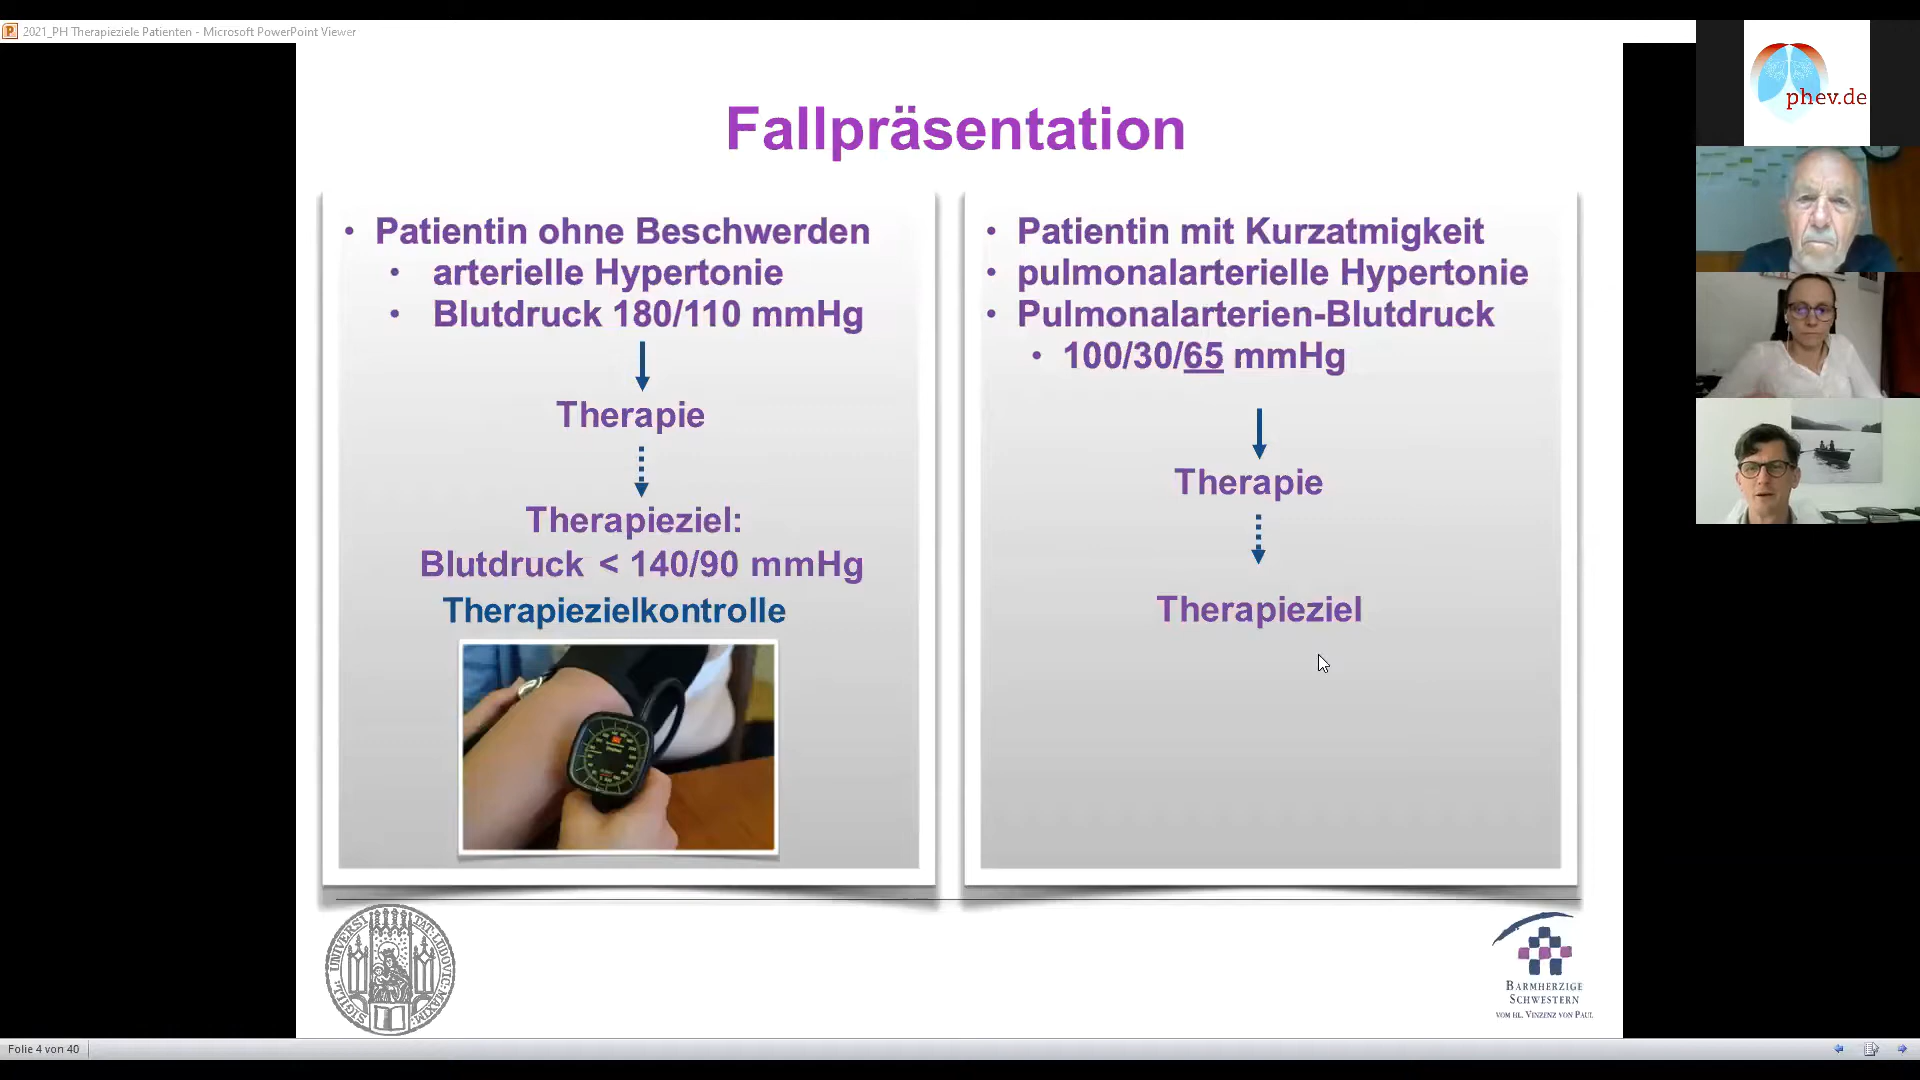 2021_PH Therapieziele Patienten - Microsoft PowerPoint Viewer
phev.de
Fallpräsentation
• Patientin ohne Beschwerden
• arterielle Hypertonie
• Blutdruck 180/110 mmHg
Therapie
Therapieziel:
Blutdruck < 140/90 mmHg
Therapiezielkontrolle
• Patientin mit Kurzatmigkeit
• pulmonalarterielle Hypertonie
• Pulmonalarterien-Blutdruck
• 100/30/65 mmHg
Therapie
Therapieziel
BARMHERZIGE
SCHWESTERN
VOM HL. VINZENZ VON PAUL
Folie 4 von 40